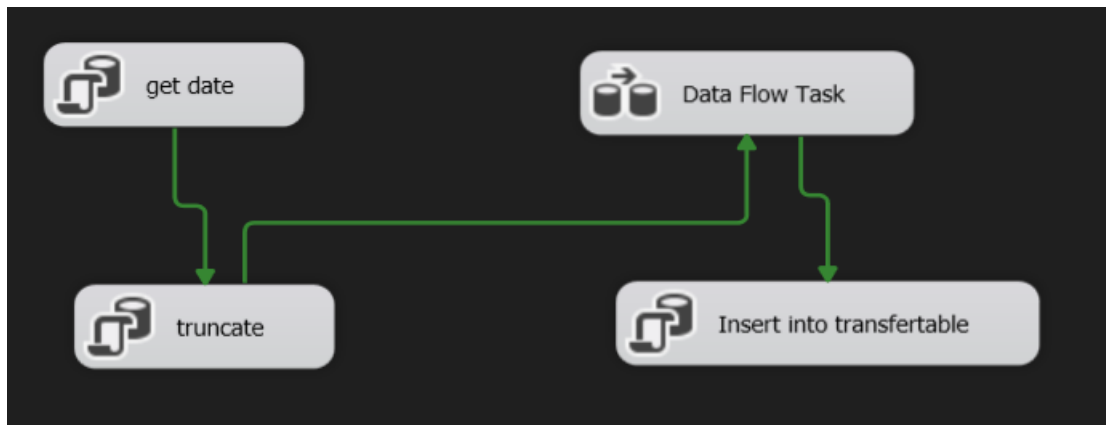 get date
Data Flow Task
truncate
Insert into transfertable